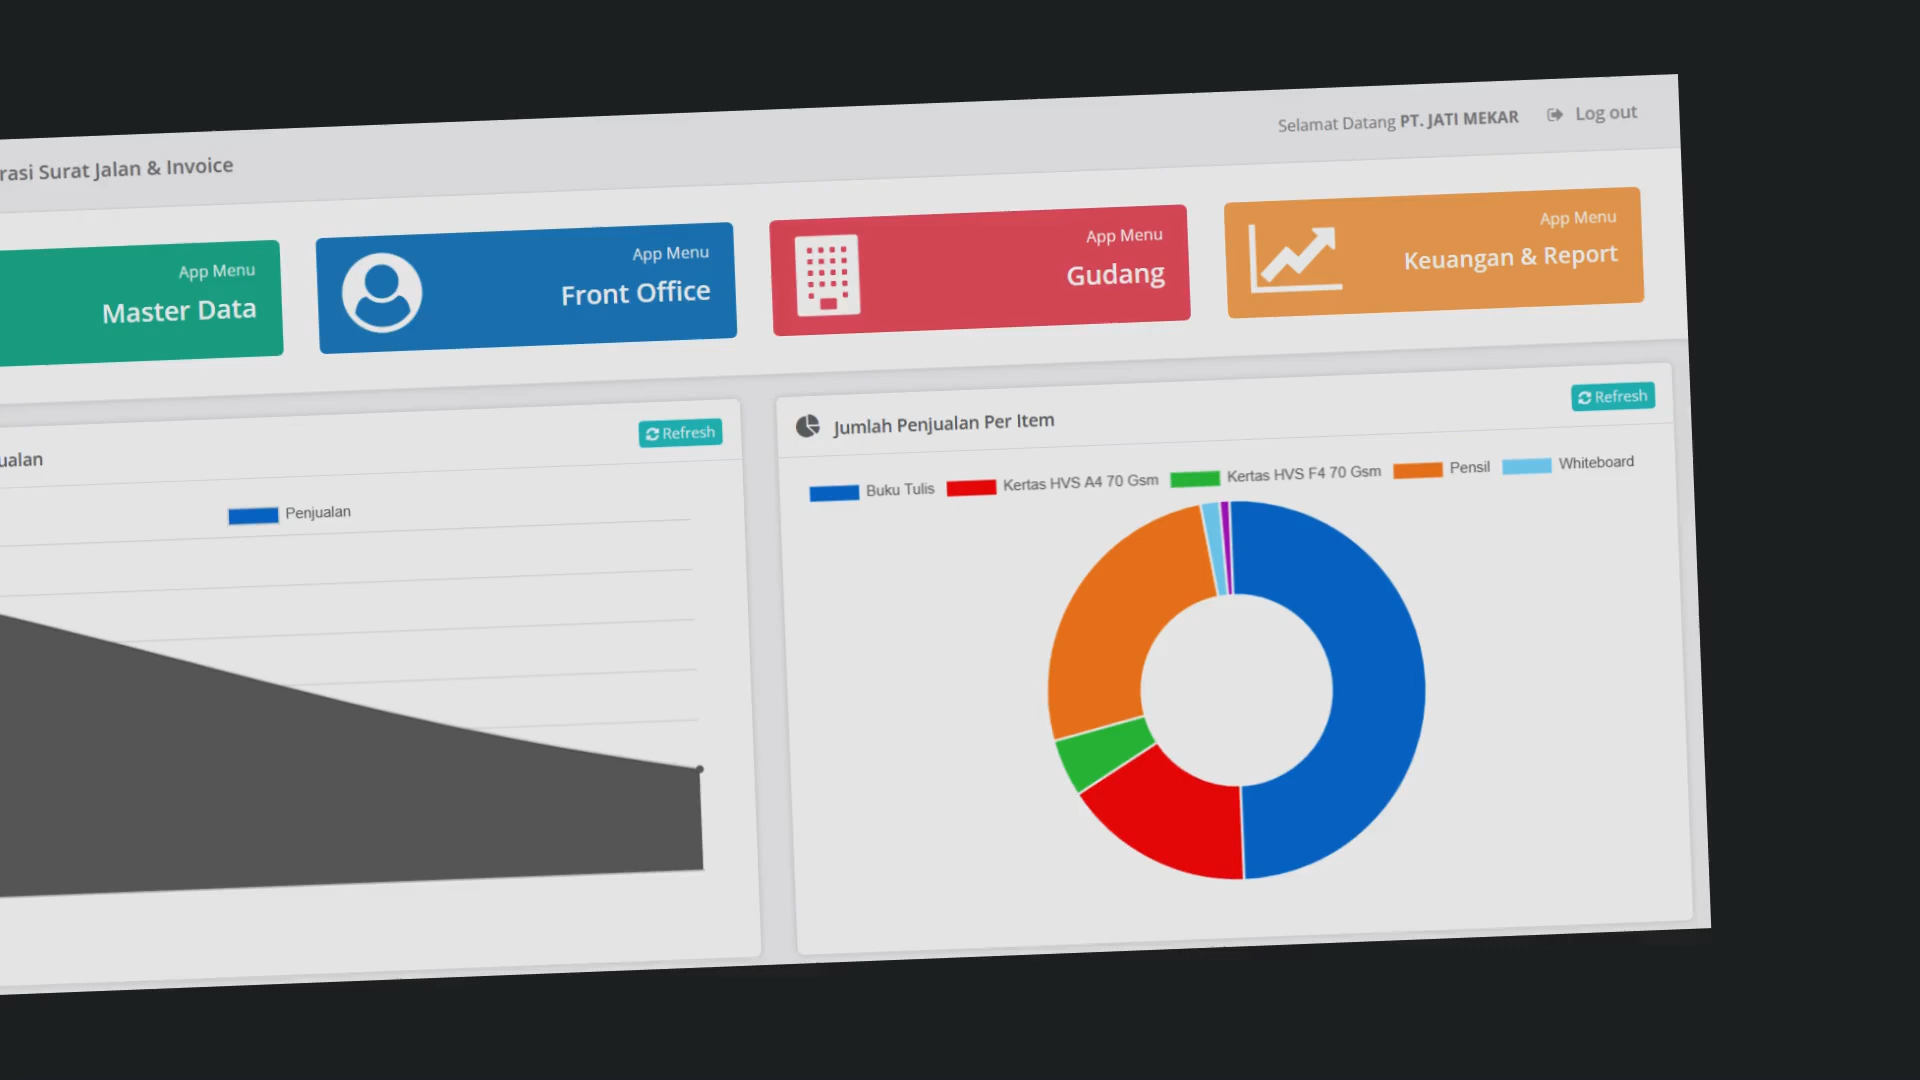 rasi Surat Jalan & Invoice
Selamat Datang PT. JATI MEKAR
Log out
App Menu
Master Data
App Menu
Front Office
App Menu
Gudang
App Menu
Keuangan & Report
ualan
Refresh
Penjualan
Jumlah Penjualan Per Item
Refresh
Buku Tulis
Kertas HVS A4 70 Gsm
Kertas HVS F4 70 Gsm
Pensil
Whiteboard